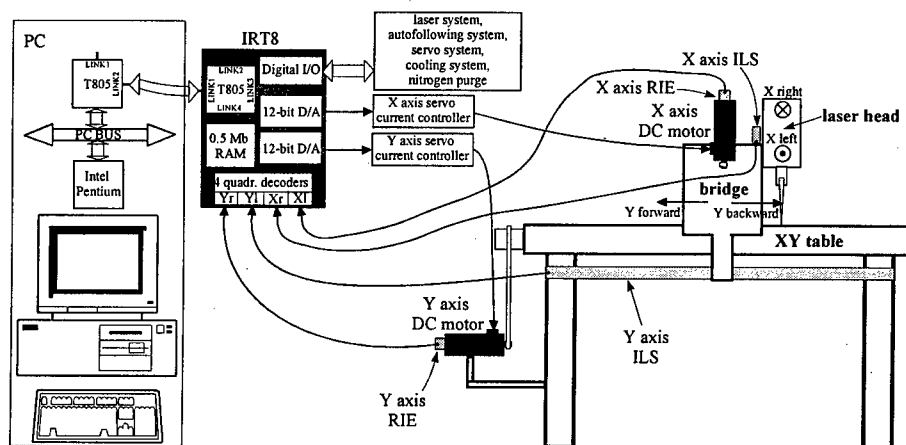 PC
LINK1
LINK2
T805
PC BUS
Intel
Pentium
IRT8
LINK2
LINK1
T805
LINK3
LINK4
Digital I/O
12-bit D/A
12-bit D/A
0.5 Mb
RAM
4 quadr. decoders
Yr Yl Xr Xl
laser system,
autofollowing system,
servo system,
cooling system,
nitrogen purge
X axis servo
current controller
Y axis servo
current controller
X axis ILS
X axis RIE
X axis
DC motor
X right
X left
laser head
bridge
Y forward
Y backward
XY table
Y axis
DC motor
Y axis
ILS
Y axis
RIE